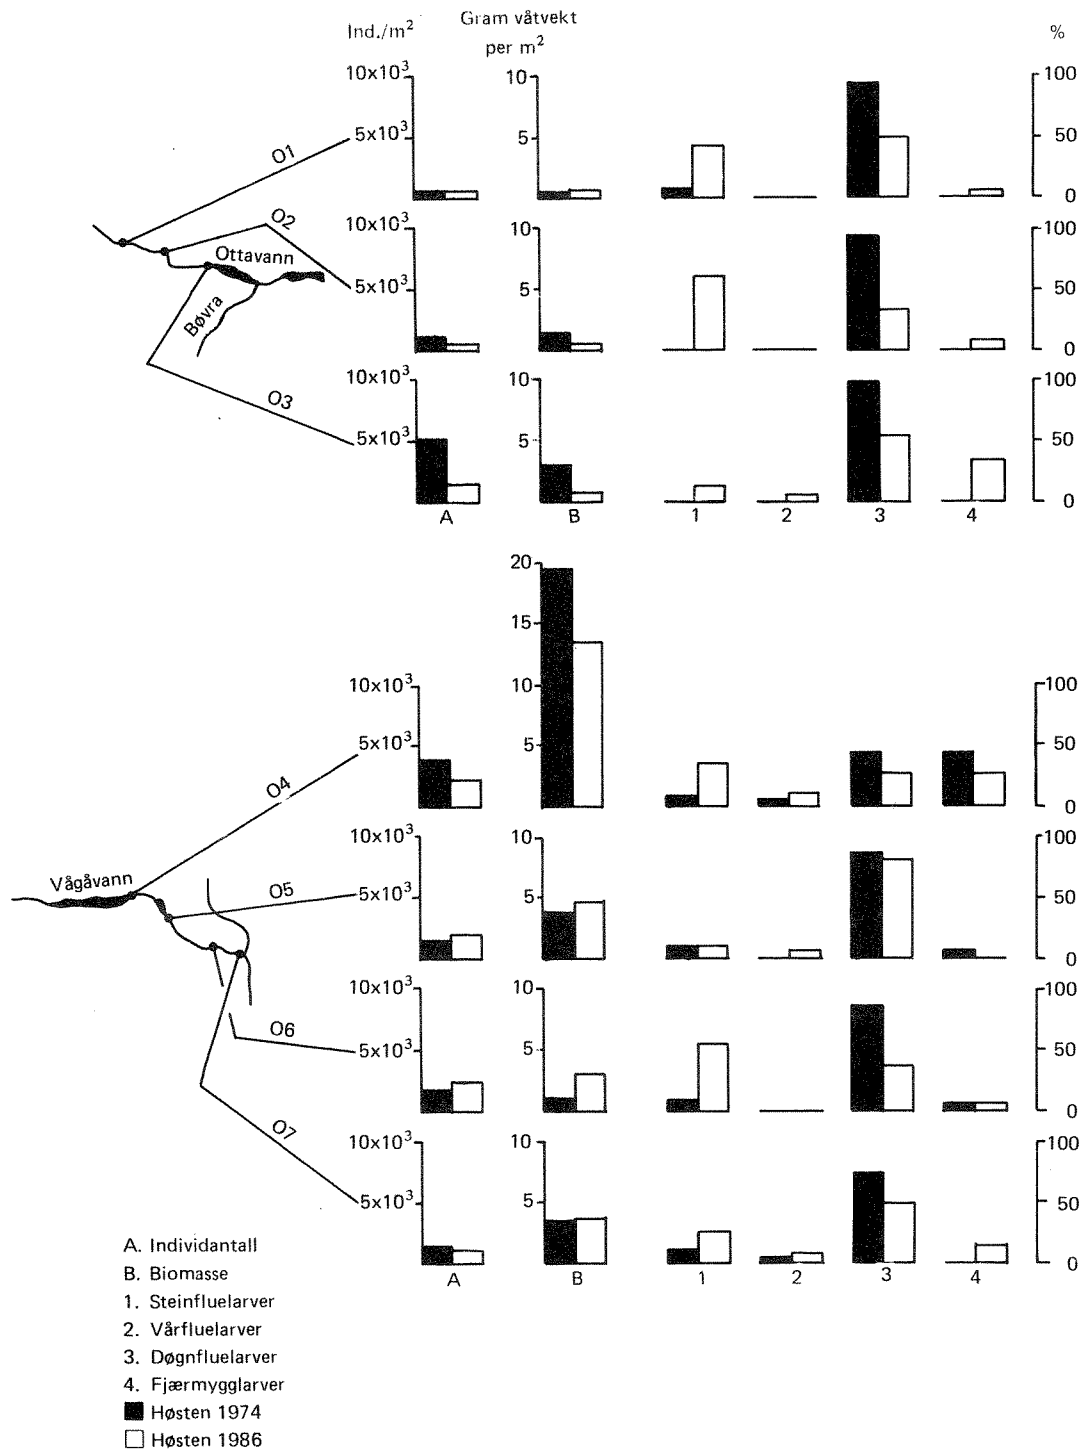 Ind./m²
Gram våtvekt
per m²
%
10x10³
10
100
5x10³
5
50
0
O1
O2
Ottavann
Bøvra
10x10³
10
100
5x10³
5
50
0
O3
10x10³
10
100
5x10³
5
50
0
A
B
1
2
3
4
20
15
10x10³
10
100
5x10³
5
50
0
O4
Vågåvann
10x10³
10
100
O5
5x10³
5
50
0
10x10³
10
100
O6
5x10³
5
50
0
O7
10x10³
10
100
5x10³
5
50
0
A
B
1
2
3
4
A. Individantall
B. Biomasse
1. Steinfluelarver
2. Vårfluelarver
3. Døgnfluelarver
4. Fjærmygglarver
Høsten 1974
Høsten 1986